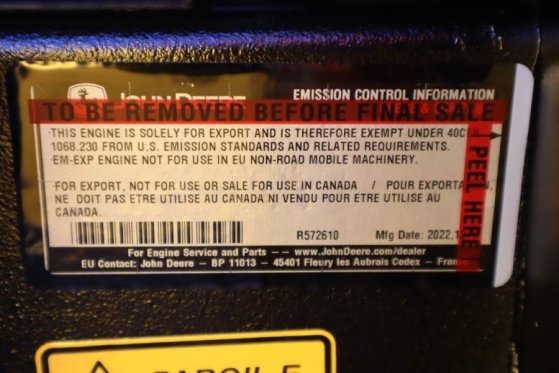 JOHN DEERE
EMISSION CONTROL INFORMATION
TO BE REMOVED BEFORE FINAL SALE
THIS ENGINE IS SOLELY FOR EXPORT AND IS THEREFORE EXEMPT UNDER 40CF
1068.230 FROM U.S. EMISSION STANDARDS AND RELATED REQUIREMENTS.
EM-EXP ENGINE NOT FOR USE IN EU NON-ROAD MOBILE MACHINERY.
FOR EXPORT, NOT FOR USE OR SALE FOR USE IN CANADA / POUR EXPORTA
NE DOIT PAS ETRE UTILISE AU CANADA NI VENDU POUR ETRE UTILISE AU
CANADA.
PEEL HERE
R572610 Mfg Date: 2022,1
For Engine Service and Parts -- www.JohnDeere.com/dealer
EU Contact: John Deere - BP 11013 - 45401 Fleury les Aubrais Cedex - Fran